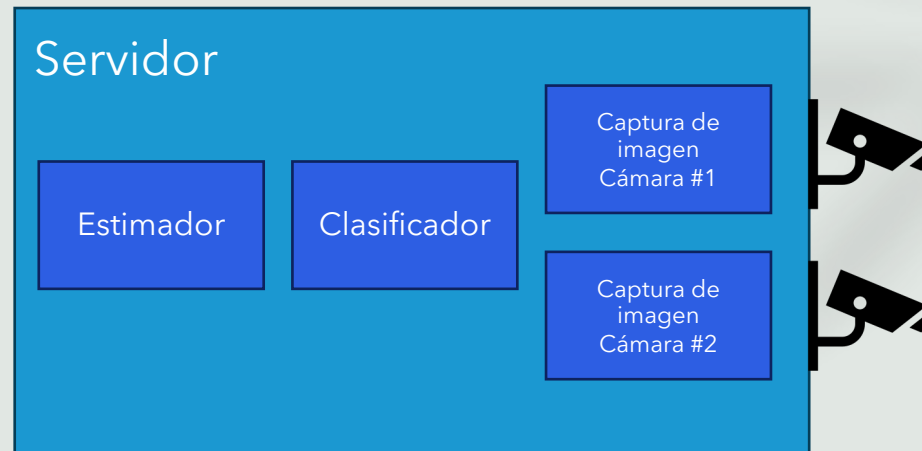 Servidor
Estimador
Clasificador
Captura de
imagen
Cámara #1
Captura de
imagen
Cámara #2